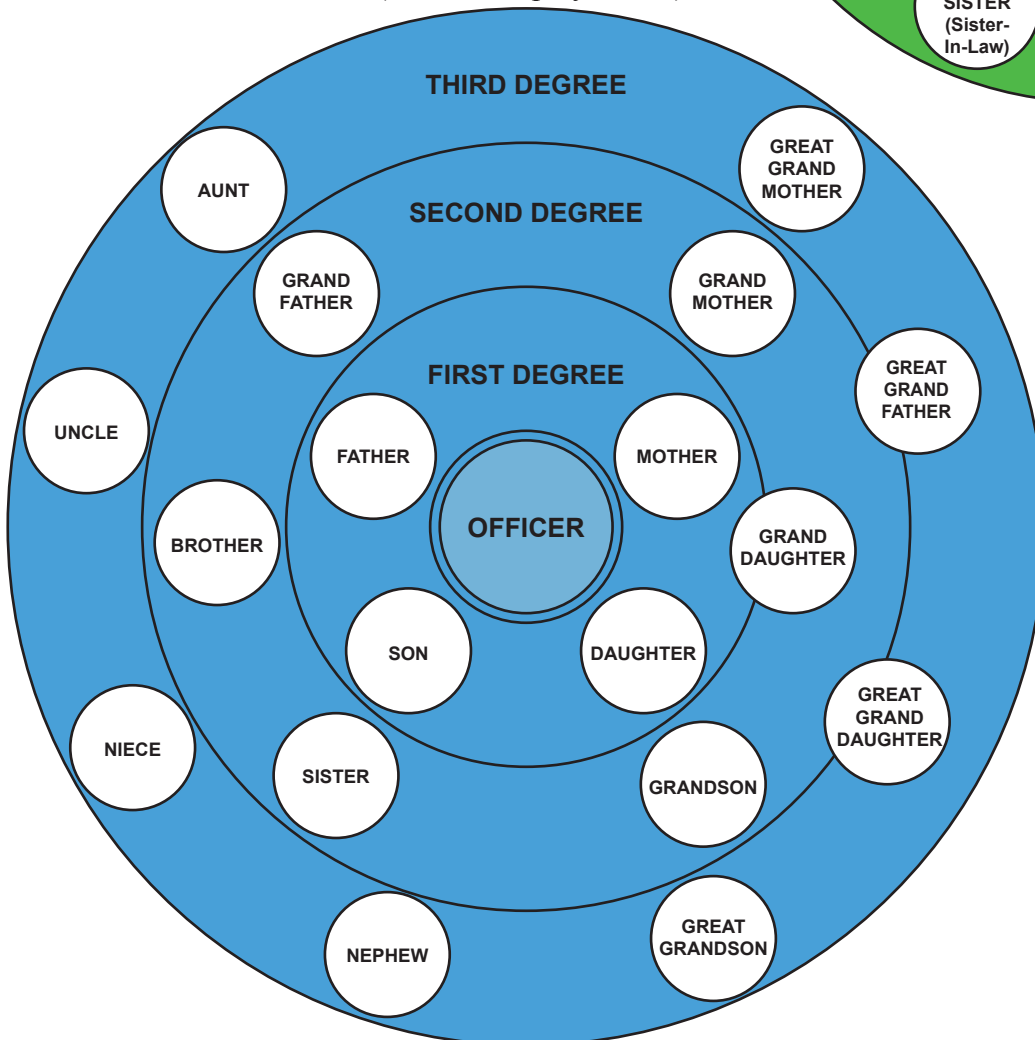 SISTER
(Sister-
In-Law)
THIRD DEGREE
AUNT
GREAT
GRAND
MOTHER
SECOND DEGREE
GRAND
FATHER
GRAND
MOTHER
FIRST DEGREE
GREAT
GRAND
FATHER
UNCLE
FATHER
MOTHER
OFFICER
BROTHER
GRAND
DAUGHTER
SON
DAUGHTER
GREAT
GRAND
DAUGHTER
NIECE
SISTER
GRANDSON
NEPHEW
GREAT
GRANDSON